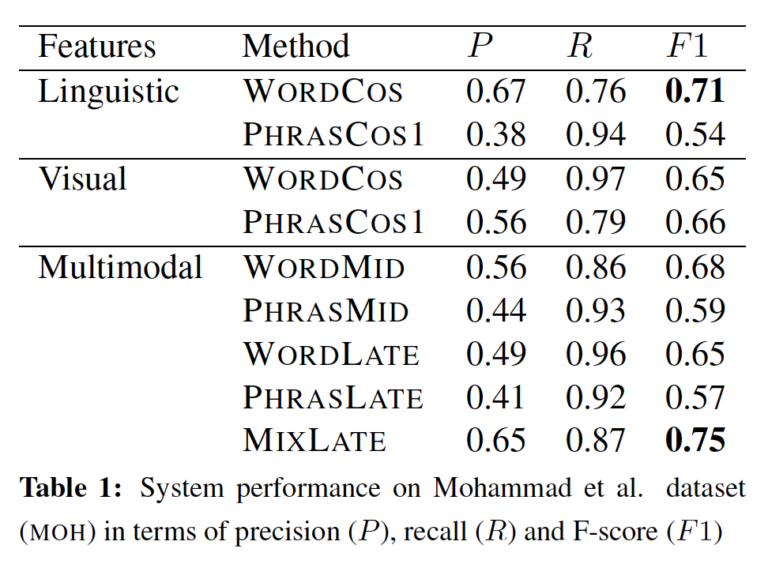 Features Method P R F1
Linguistic WORDCOS 0.67 0.76 0.71
PHRASCOS1 0.38 0.94 0.54
Visual WORDCOS 0.49 0.97 0.65
PHRASCOS1 0.56 0.79 0.66
Multimodal WORDMID 0.56 0.86 0.68
PHRASMID 0.44 0.93 0.59
WORDLATE 0.49 0.96 0.65
PHRASLATE 0.41 0.92 0.57
MIXLATE 0.65 0.87 0.75
Table 1: System performance on Mohammad et al. dataset
(MOH) in terms of precision (P), recall (R) and F-score (F1)